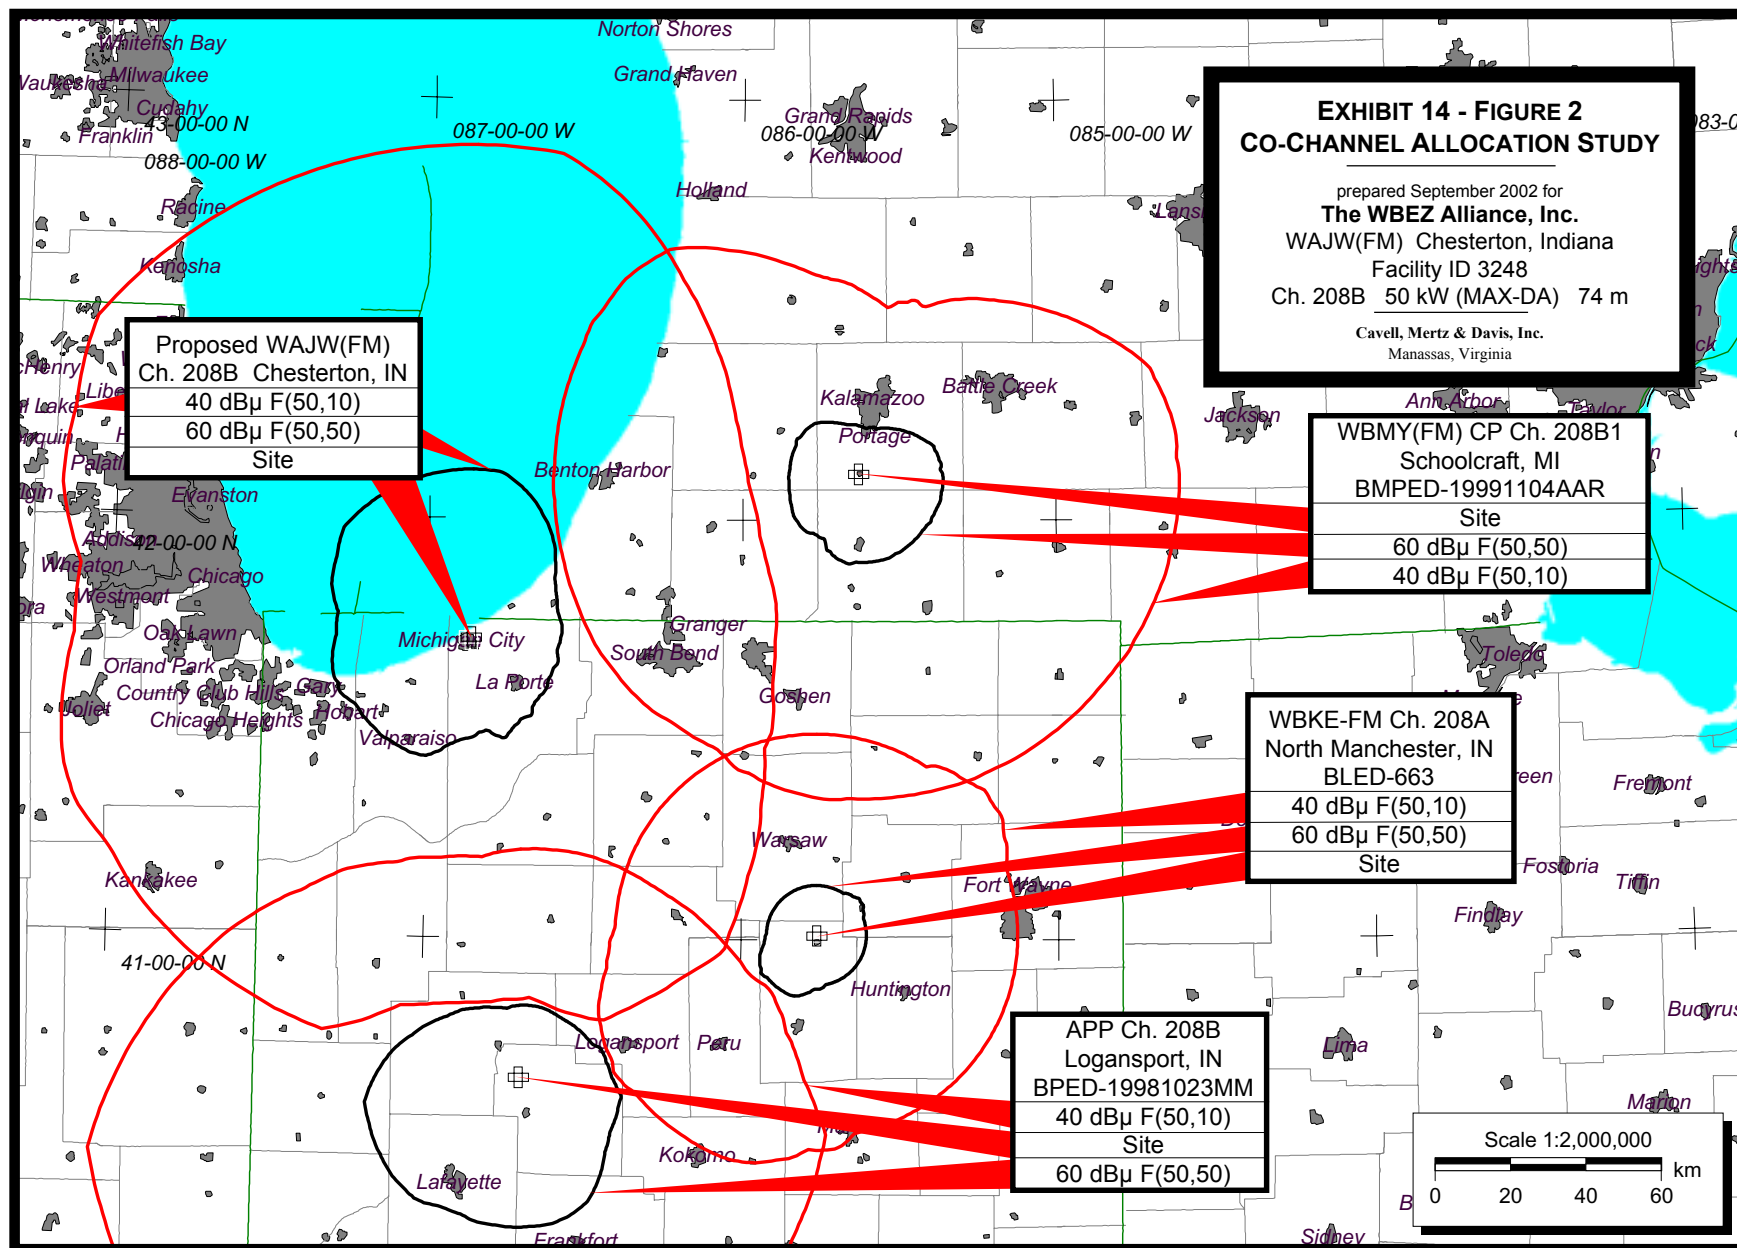 Whitefish Bay
Milwaukee
Cudahy
43-00-00 N
Franklin
088-00-00 W
Racine
Kenosha
Norton Shores
Grand Haven
087-00-00 W
086-00-00 W
085-00-00 W
Grand Rapids
Kentwood
Holland
EXHIBIT 14 - FIGURE 2
CO-CHANNEL ALLOCATION STUDY
prepared September 2002 for
The WBEZ Alliance, Inc.
WAJW(FM) Chesterton, Indiana
Facility ID 3248
Ch. 208B 50 kW (MAX-DA) 74 m
Cavell, Mertz & Davis, Inc.
Manassas, Virginia
Proposed WAJW(FM)
Ch. 208B Chesterton, IN
40 dBµ F(50,10)
60 dBµ F(50,50)
Site
Kalamazoo
Battle Creek
Portage
Benton Harbor
Jackson
Ann Arbor
Taylor
WBMY(FM) CP Ch. 208B1
Schoolcraft, MI
BMPED-19991104AAR
Site
60 dBµ F(50,50)
40 dBµ F(50,10)
Evanston
Addison
42-00-00 N
Wheaton
Chicago
Westmont
Oak Lawn
Orland Park
Country Club Hills
Gary
Joliet
Chicago Heights
Hobart
Valparaiso
Michigan City
La Porte
Granger
South Bend
Goshen
Toledo
WBKE-FM Ch. 208A
North Manchester, IN
BLED-663
40 dBµ F(50,10)
60 dBµ F(50,50)
Site
Fremont
Fostoria
Tiffin
Findlay
Warsaw
Fort Wayne
Kankakee
41-00-00 N
Huntington
Logansport
Peru
Lima
Bucyrus
Marion
APP Ch. 208B
Logansport, IN
BPED-19981023MM
40 dBµ F(50,10)
Site
60 dBµ F(50,50)
Kokomo
Lafayette
Frankfort
Sidney
Scale 1:2,000,000
km
0 20 40 60